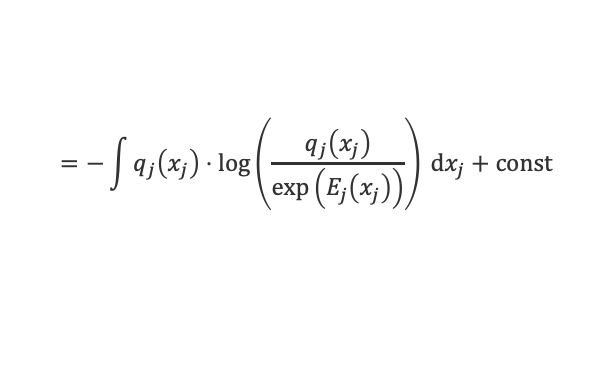 = − ∫ q_j(x_j) · log( q_j(x_j) / exp(E_j(x_j)) ) dx_j + const